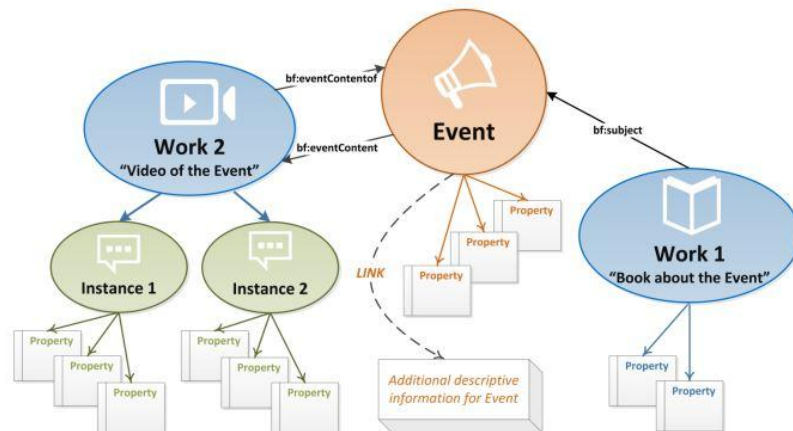 bf:eventContentof
Event
Work 2
"Video of the Event"
bf:eventContent
bf:subject
Property
Property
Property
Work 1
"Book about the Event"
LINK
Instance 1
Instance 2
Property
Property
Property
Property
Property
Property
Property
Property
Additional descriptive
information for Event